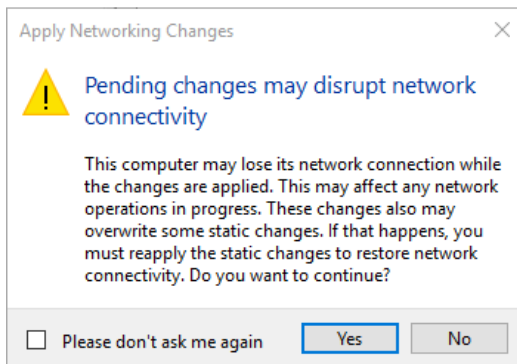 Apply Networking Changes
Pending changes may disrupt network
connectivity
This computer may lose its network connection while
the changes are applied. This may affect any network
operations in progress. These changes also may
overwrite some static changes. If that happens, you
must reapply the static changes to restore network
connectivity. Do you want to continue?
Please don't ask me again
Yes
No